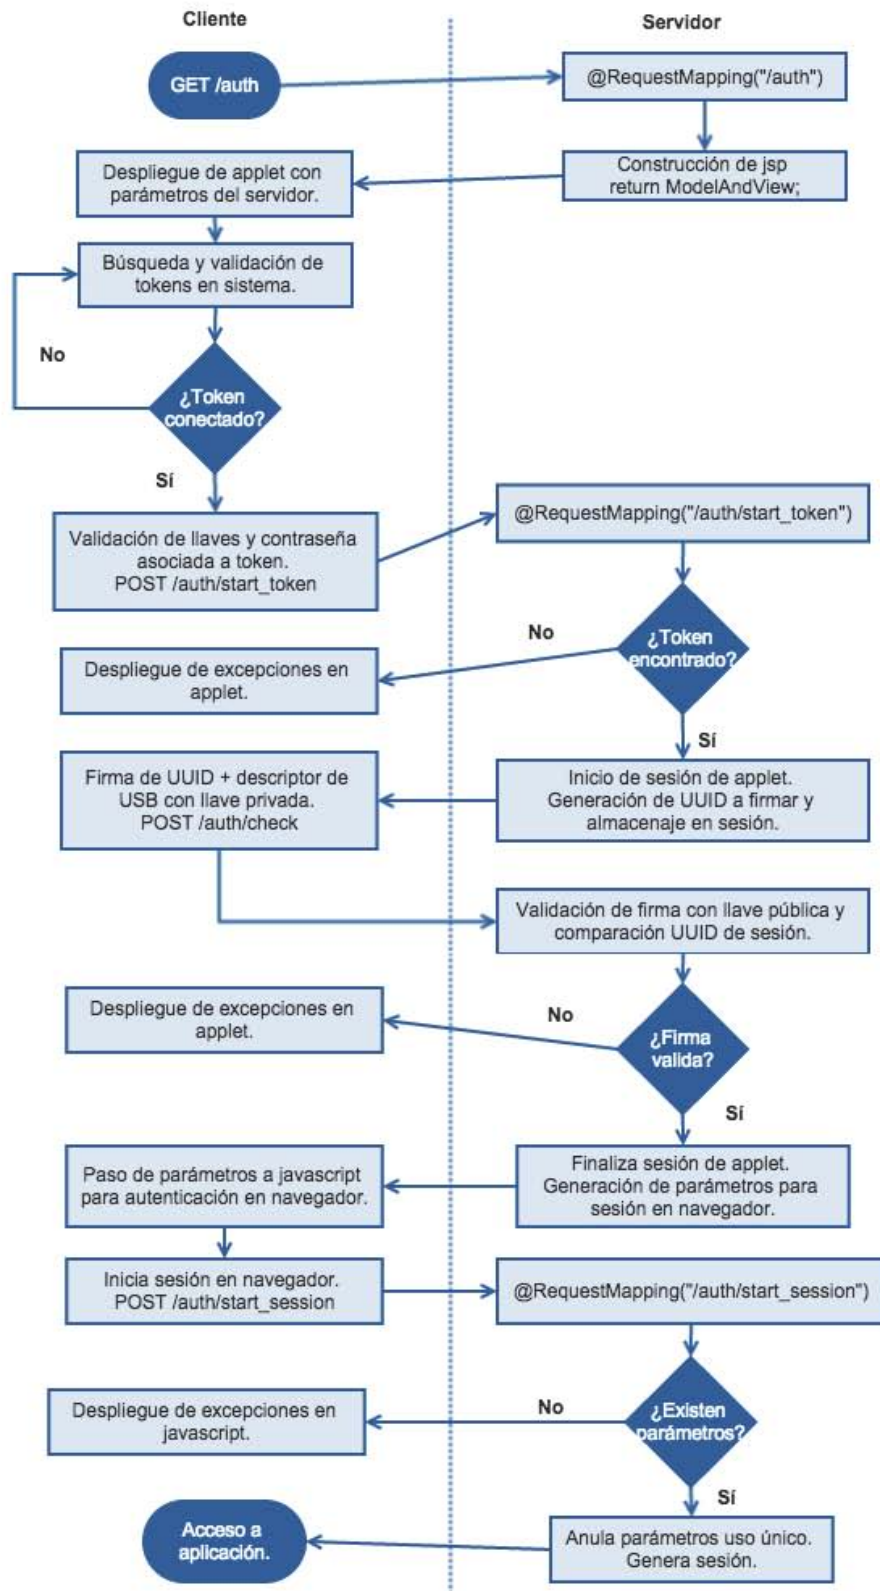 Cliente
Servidor
GET /auth
@RequestMapping("/auth")
Construcción de jsp
return ModelAndView;
Despliegue de applet con
parámetros del servidor.
Búsqueda y validación de
tokens en sistema.
No
¿Token
conectado?
Sí
Validación de llaves y contraseña
asociada a token.
POST /auth/start_token
@RequestMapping("/auth/start_token")
¿Token
encontrado?
No
Despliegue de excepciones en
applet.
Sí
Inicio de sesión de applet.
Generación de UUID a firmar y
almacenaje en sesión.
Firma de UUID + descriptor de
USB con llave privada.
POST /auth/check
Validación de firma con llave pública y
comparación UUID de sesión.
¿Firma
valida?
No
Despliegue de excepciones en
applet.
Sí
Finaliza sesión de applet.
Generación de parámetros para
sesión en navegador.
Paso de parámetros a javascript
para autenticación en navegador.
Inicia sesión en navegador.
POST /auth/start_session
@RequestMapping("/auth/start_session")
¿Existen
parámetros?
No
Despliegue de excepciones en
javascript.
Sí
Anula parámetros uso único.
Genera sesión.
Acceso a
aplicación.